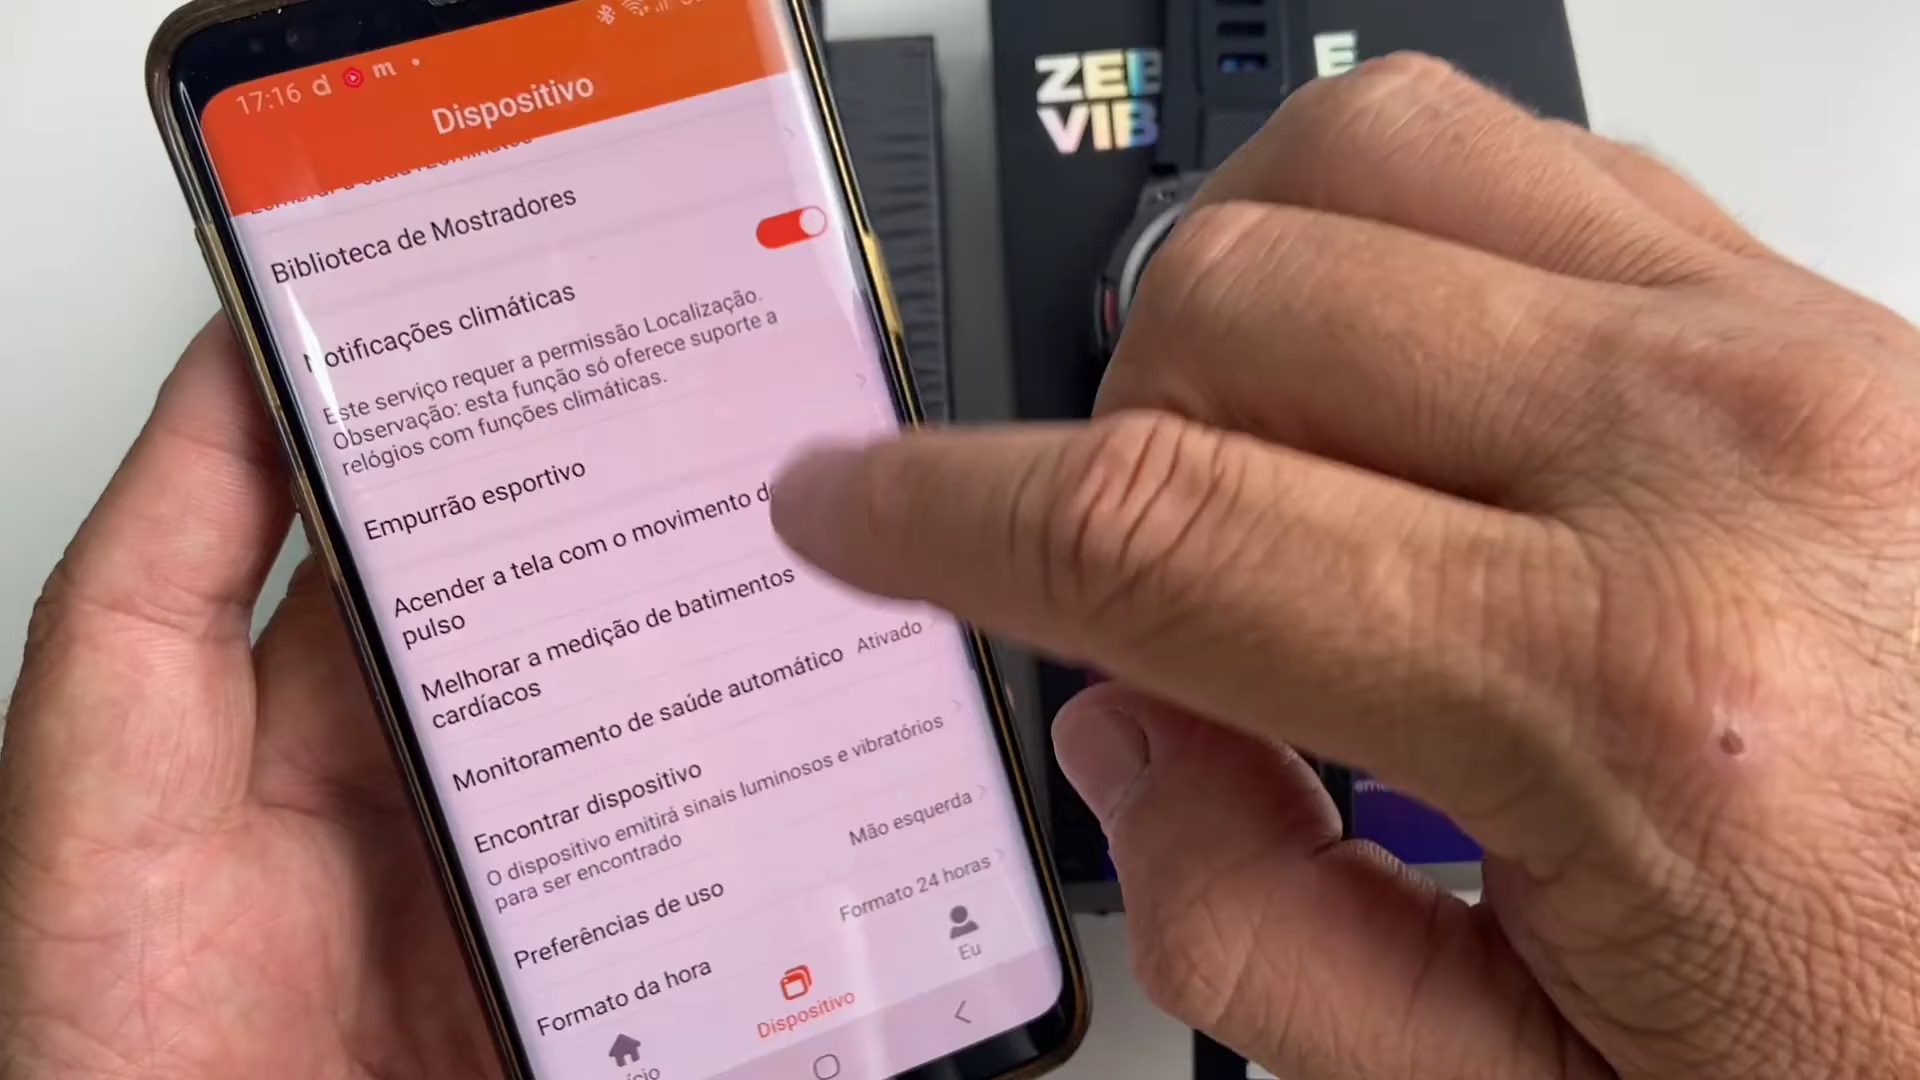 17:16 d m
Dispositivo
Biblioteca de Mostradores
Notificações climáticas
Este serviço requer a permissão Localização.
Observação: esta função só oferece suporte a
relógios com funções climáticas.
Empurrão esportivo
Acender a tela com o movimento
pulso
Melhorar a medição de batimentos
cardíacos
Monitoramento de saúde automático Ativado
Encontrar dispositivo
O dispositivo emitirá sinais luminosos e vibratórios
para ser encontrado
Preferências de uso Mão esquerda
Formato da hora Formato 24 horas
Dispositivo
Eu
ZEB
VIB
E